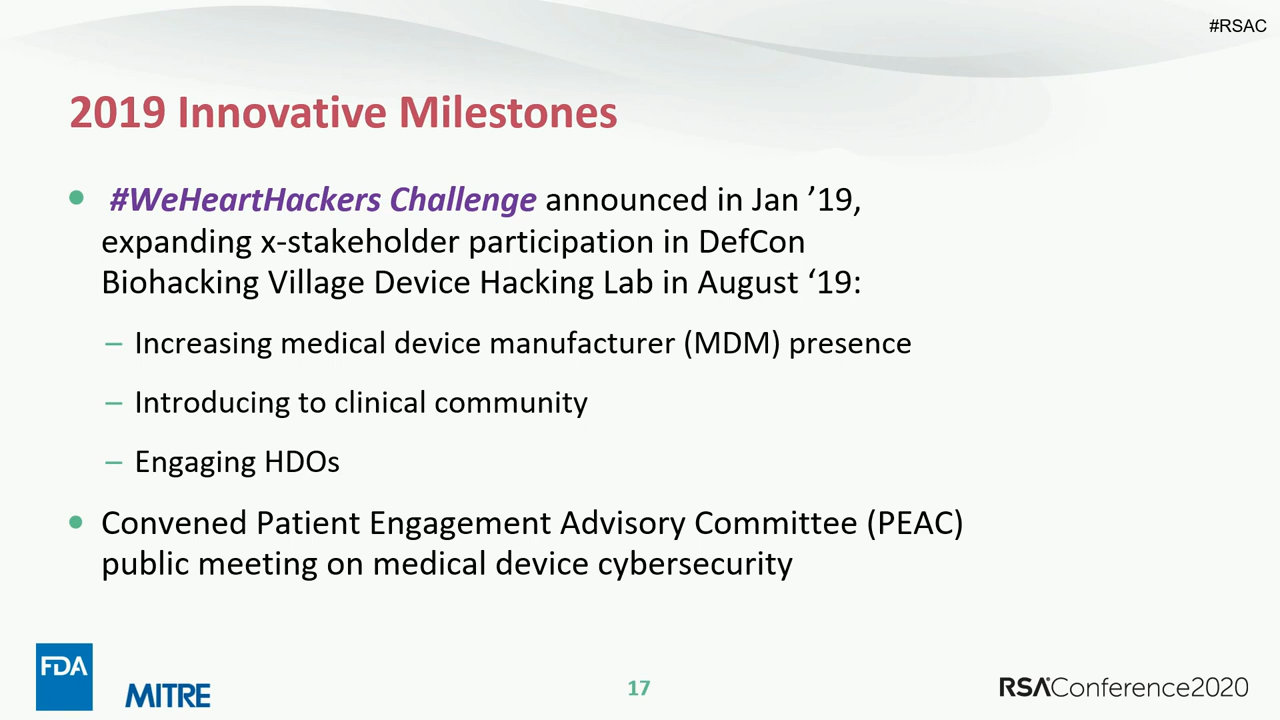 #RSAC
2019 Innovative Milestones
• #WeHeartHackers Challenge announced in Jan ’19,
expanding x-stakeholder participation in DefCon
Biohacking Village Device Hacking Lab in August ‘19:
– Increasing medical device manufacturer (MDM) presence
– Introducing to clinical community
– Engaging HDOs
• Convened Patient Engagement Advisory Committee (PEAC)
public meeting on medical device cybersecurity
FDA
MITRE
17
RSAConference2020